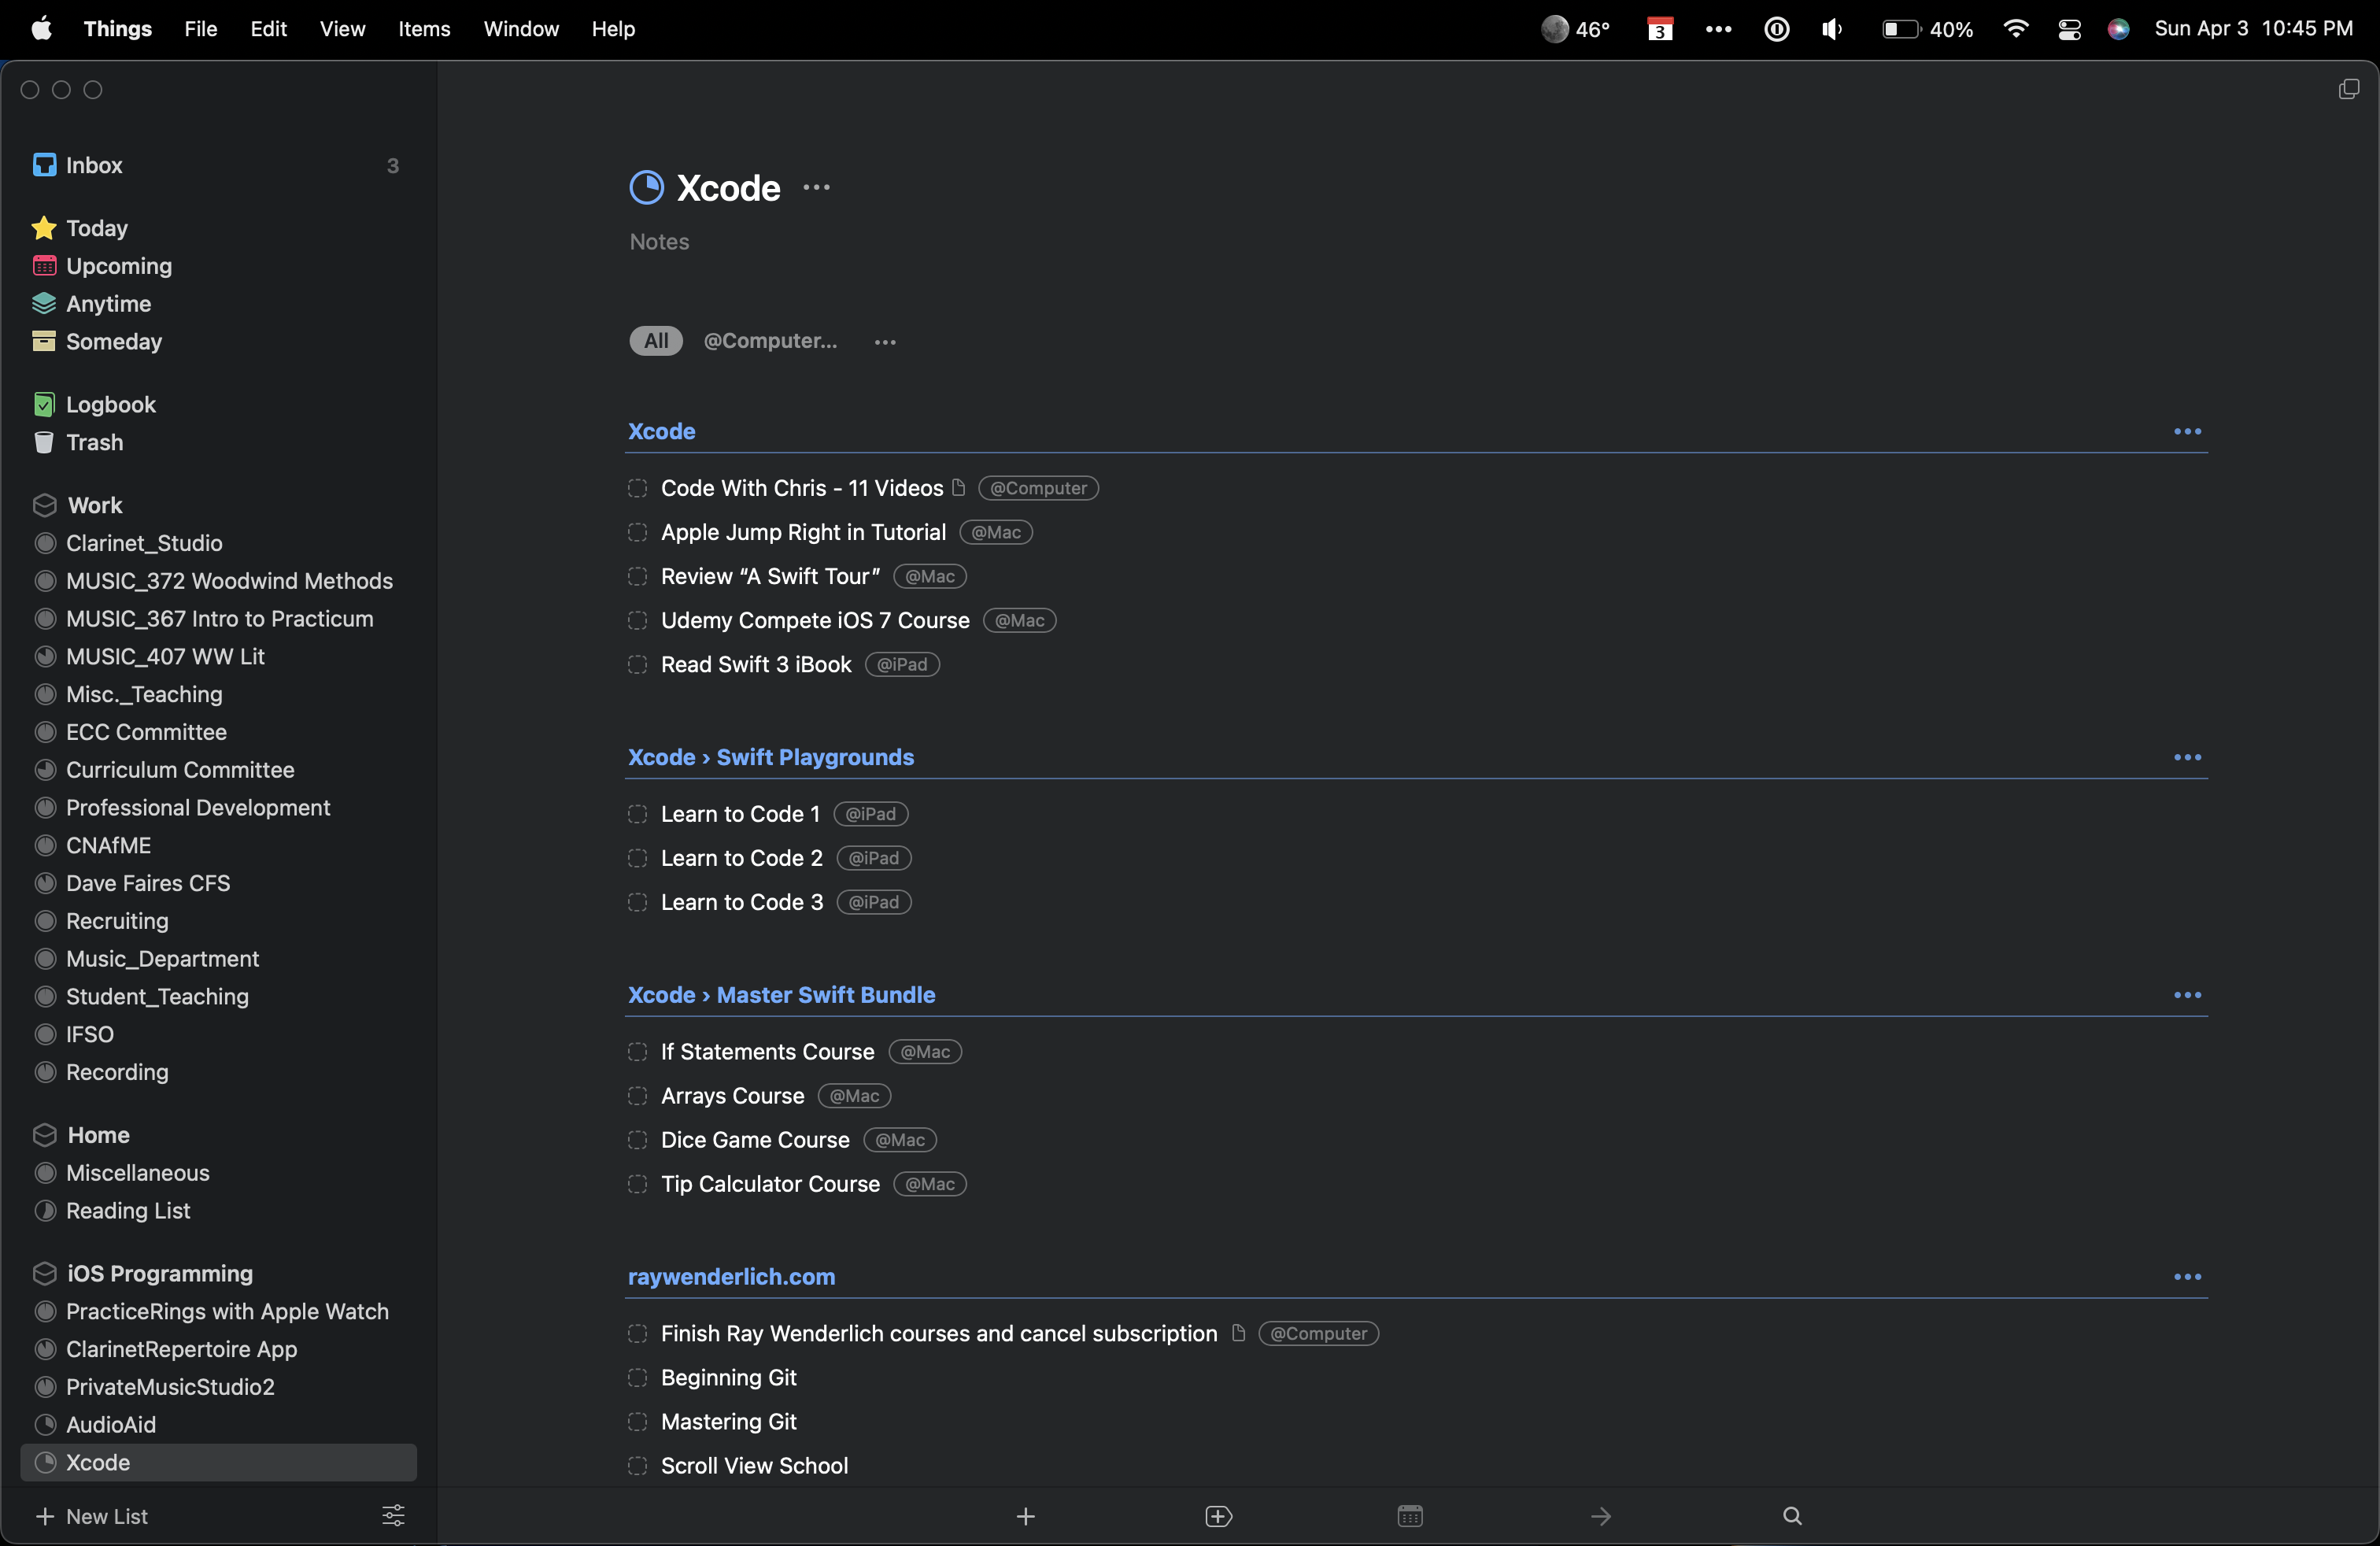 Things File Edit View Items Window Help 46° 3 40% Sun Apr 3 10:45 PM
Inbox 3
Today
Upcoming
Anytime
Someday
Logbook
Trash
Work
Clarinet_Studio
MUSIC_372 Woodwind Methods
MUSIC_367 Intro to Practicum
MUSIC_407 WW Lit
Misc._Teaching
ECC Committee
Curriculum Committee
Professional Development
CNAfME
Dave Faires CFS
Recruiting
Music_Department
Student_Teaching
IFSO
Recording
Home
Miscellaneous
Reading List
iOS Programming
PracticeRings with Apple Watch
ClarinetRepertoire App
PrivateMusicStudio2
AudioAid
Xcode
New List
Xcode
Notes
All @Computer...
Xcode
Code With Chris - 11 Videos @Computer
Apple Jump Right in Tutorial @Mac
Review “A Swift Tour” @Mac
Udemy Compete iOS 7 Course @Mac
Read Swift 3 iBook @iPad
Xcode › Swift Playgrounds
Learn to Code 1 @iPad
Learn to Code 2 @iPad
Learn to Code 3 @iPad
Xcode › Master Swift Bundle
If Statements Course @Mac
Arrays Course @Mac
Dice Game Course @Mac
Tip Calculator Course @Mac
raywenderlich.com
Finish Ray Wenderlich courses and cancel subscription @Computer
Beginning Git
Mastering Git
Scroll View School